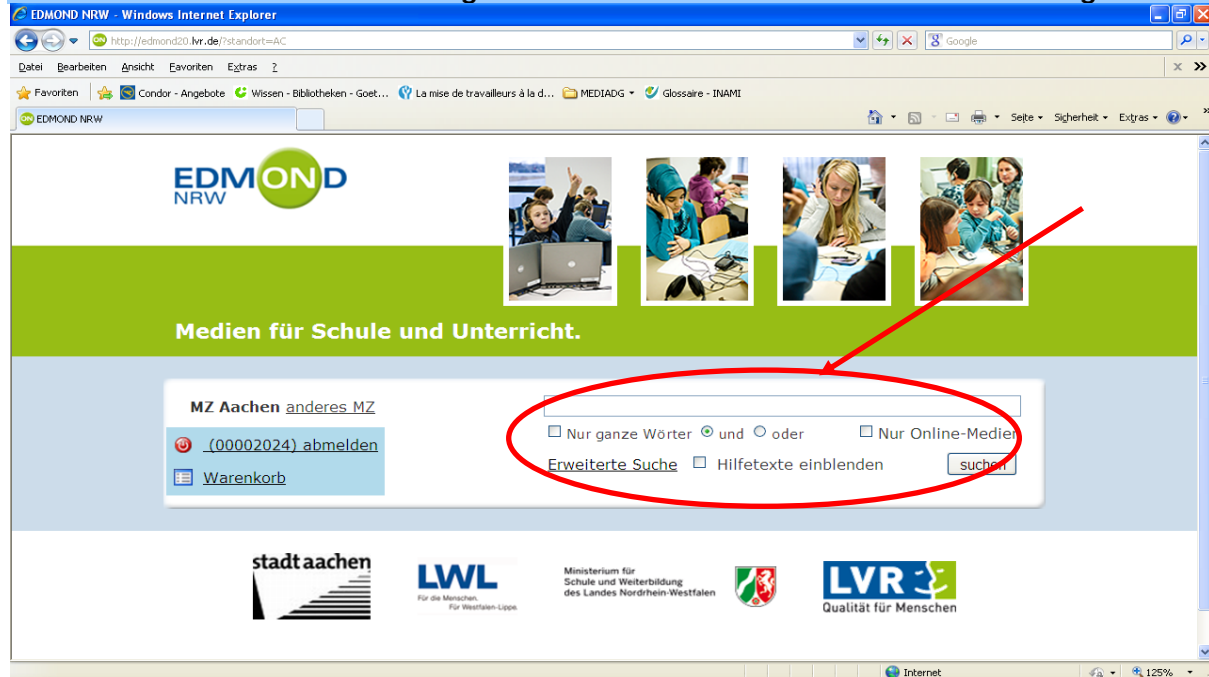 EDMOND NRW - Windows Internet Explorer
http://edmond20.lvr.de/?standort=AC
Google
Datei Bearbeiten Ansicht Favoriten Extras ?
Favoriten Condor - Angebote Wissen - Bibliotheken - Goet... La mise de travailleurs à la d... MEDIADG Glossaire - INAMI
EDMOND NRW
Seite Sicherheit Extras
EDMOND
NRW
Medien für Schule und Unterricht.
MZ Aachen anderes MZ
(00002024) abmelden
Warenkorb
Nur ganze Wörter und oder Nur Online-Medien
Erweiterte Suche Hilfetexte einblenden suchen
stadt aachen
LWL
Für die Menschen.
Für Westfalen-Lippe.
Ministerium für
Schule und Weiterbildung
des Landes Nordrhein-Westfalen
LVR
Qualität für Menschen
Internet 125%